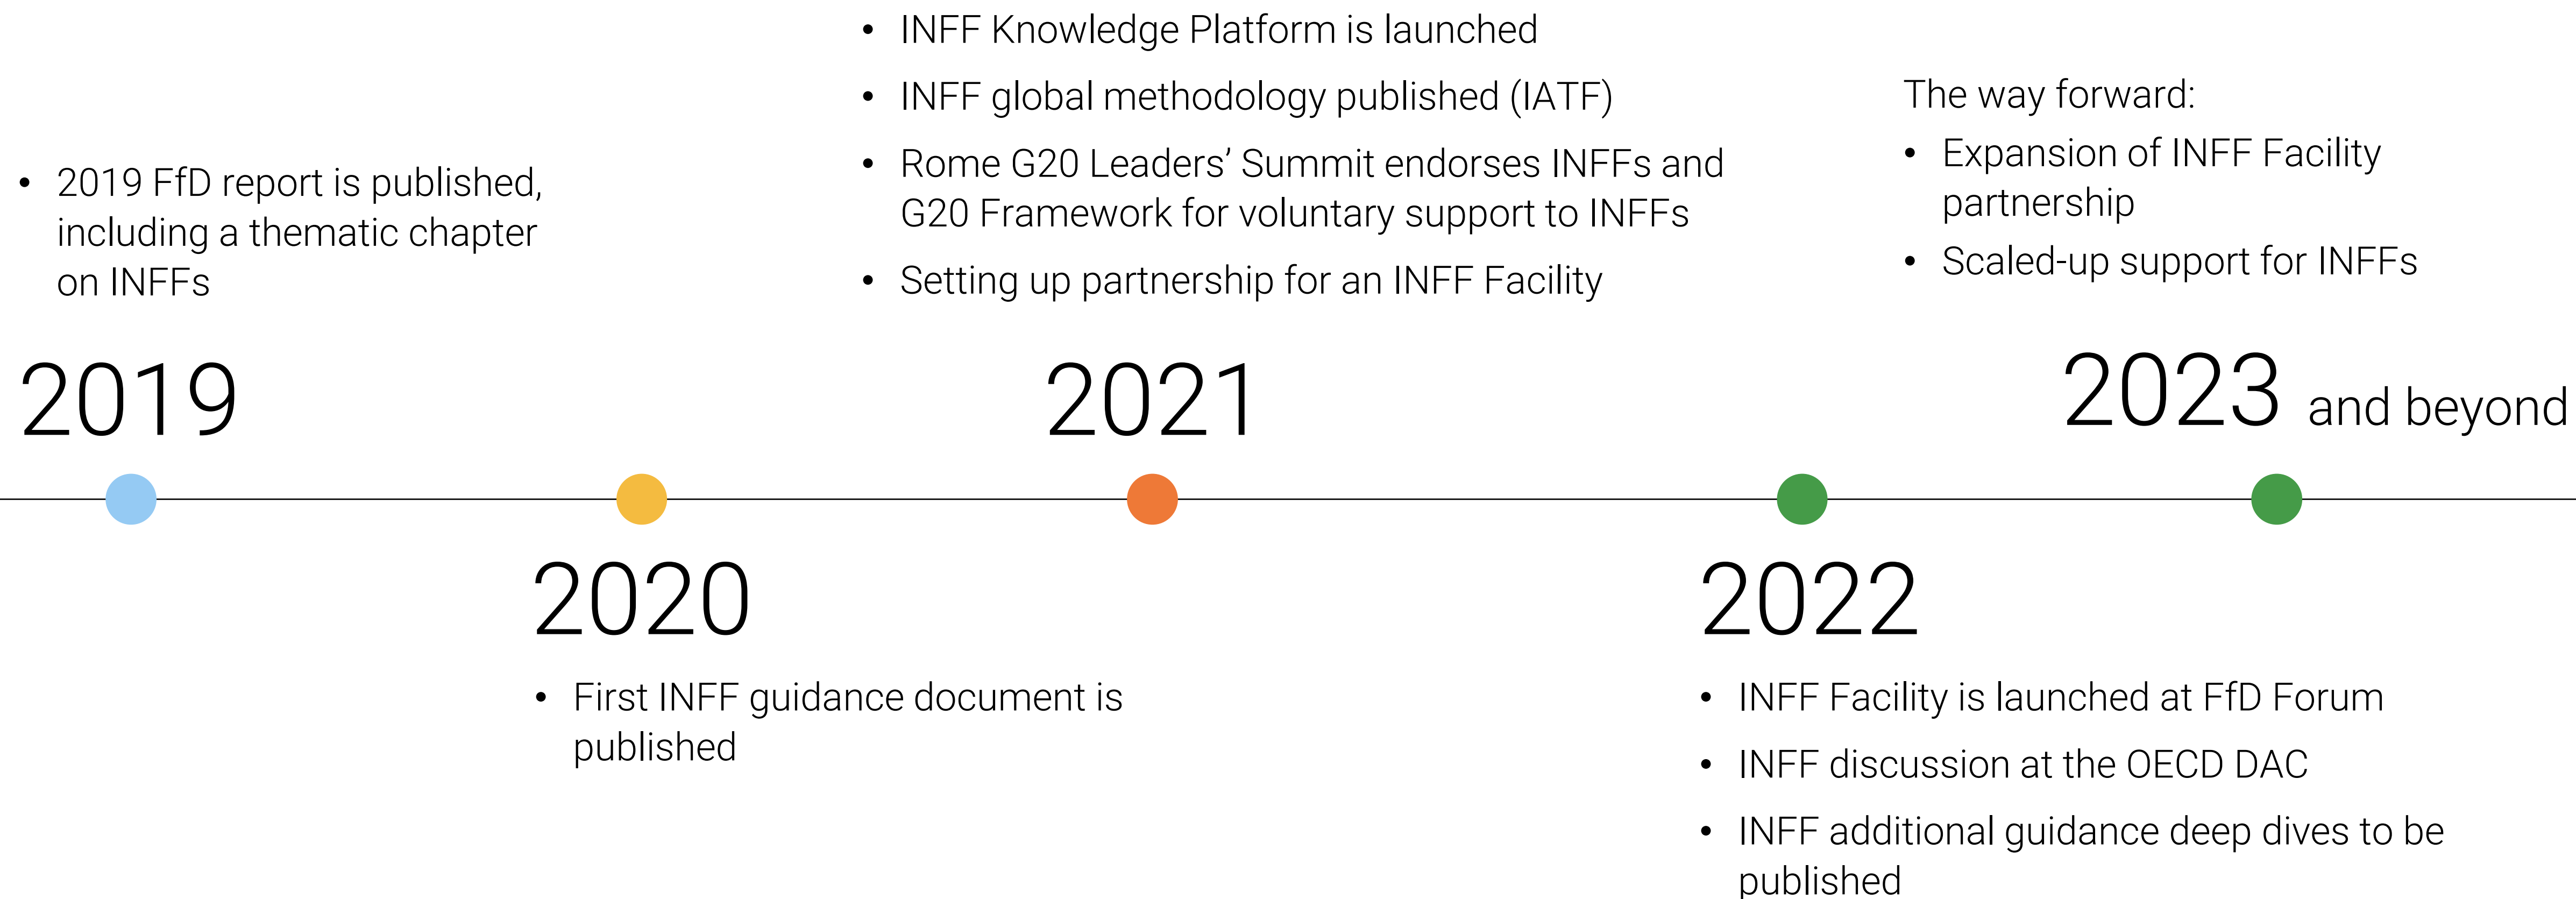 • 2019 FfD report is published,
including a thematic chapter
on INFFs
2019
2020
• First INFF guidance document is
published
• INFF Knowledge Platform is launched
• INFF global methodology published (IATF)
• Rome G20 Leaders’ Summit endorses INFFs and
G20 Framework for voluntary support to INFFs
• Setting up partnership for an INFF Facility
2021
2022
• INFF Facility is launched at FfD Forum
• INFF discussion at the OECD DAC
• INFF additional guidance deep dives to be
published
The way forward:
• Expansion of INFF Facility
partnership
• Scaled-up support for INFFs
2023 and beyond